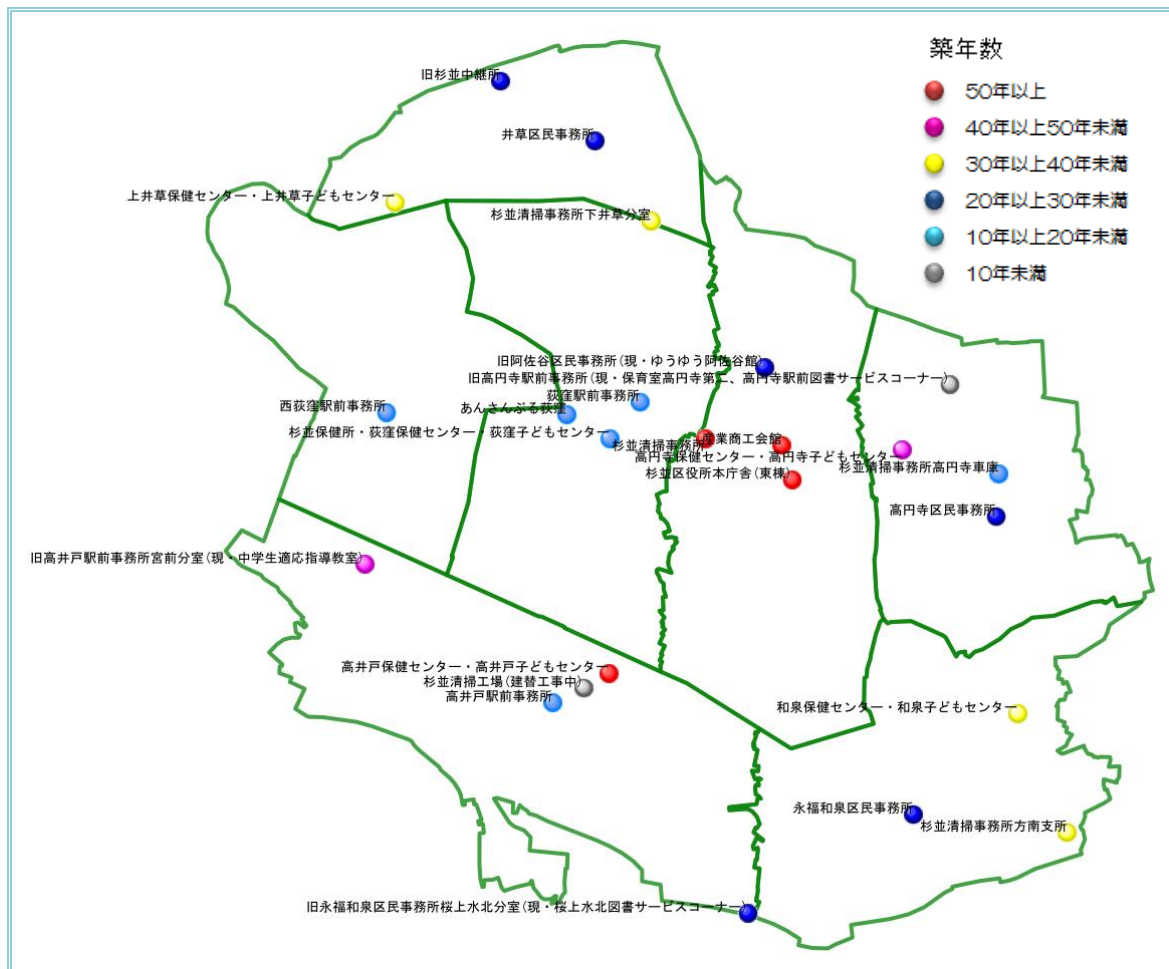 築年数
50年以上
40年以上50年未満
30年以上40年未満
20年以上30年未満
10年以上20年未満
10年未満
旧杉並中継所
井草区民事務所
上井草保健センター・上井草子どもセンター
杉並清掃事務所下井草分室
旧阿佐谷区民事務所(現・ゆうゆう阿佐谷館)
旧高円寺駅前事務所(現・保育室高円寺第二、高円寺駅前図書サービスコーナー)
荻窪駅前事務所
西荻窪駅前事務所
あんさんぶる荻窪
杉並保健所・荻窪保健センター・荻窪子どもセンター
杉並清掃事務所
産業商工会館
高円寺保健センター・高円寺子どもセンター
杉並清掃事務所高円寺車庫
杉並区役所本庁舎(東棟)
高円寺区民事務所
旧高井戸駅前事務所宮前分室(現・中学生適応指導教室)
高井戸保健センター・高井戸子どもセンター
杉並清掃工場(建替工事中)
高井戸駅前事務所
和泉保健センター・和泉子どもセンター
永福和泉区民事務所
杉並清掃事務所方南支所
旧永福和泉区民事務所桜上水北分室(現・桜上水北図書サービスコーナー)